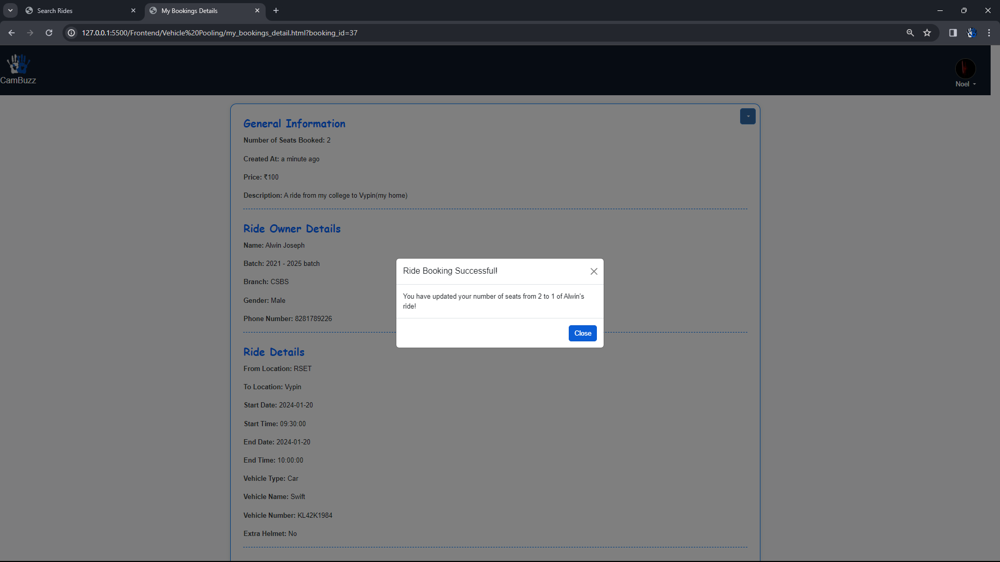 Search Rides
My Bookings Details
127.0.0.1:5500/Frontend/Vehicle%20Pooling/my_bookings_detail.html?booking_id=37
CamBuzz
Noel
General Information
Number of Seats Booked: 2
Created At: a minute ago
Price: ₹100
Description: A ride from my college to Vypin(my home)
Ride Owner Details
Name: Alwin Joseph
Batch: 2021 - 2025 batch
Branch: CSBS
Gender: Male
Phone Number: 8281789226
Ride Booking Successful!
You have updated your number of seats from 2 to 1 of Alwin's
ride!
Close
Ride Details
From Location: RSET
To Location: Vypin
Start Date: 2024-01-20
Start Time: 09:30:00
End Date: 2024-01-20
End Time: 10:00:00
Vehicle Type: Car
Vehicle Name: Swift
Vehicle Number: KL42K1984
Extra Helmet: No